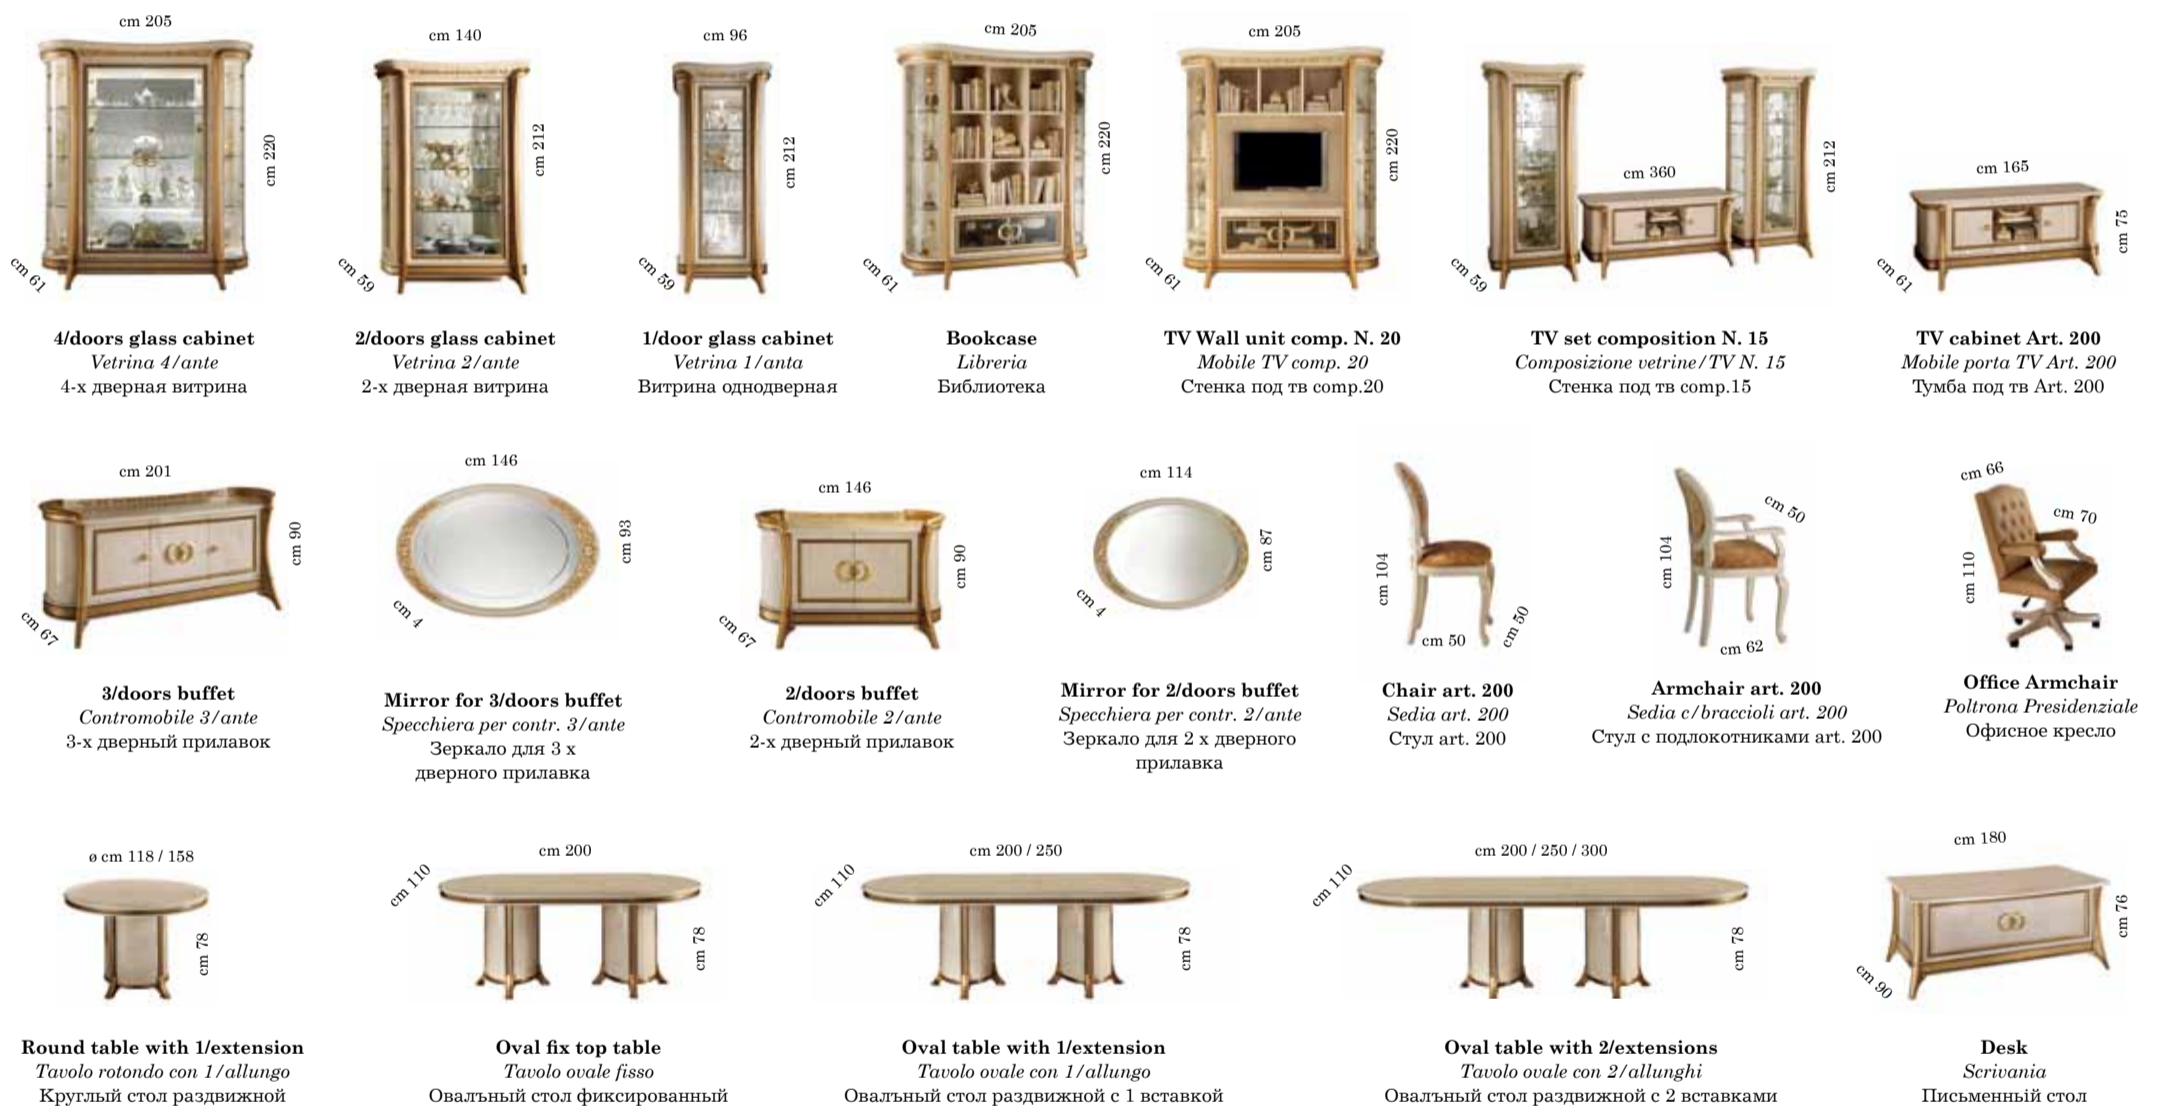 cm 205
cm 220
cm 61
4/doors glass cabinet
Vetrina 4/ante
4-х дверная витрина
cm 140
cm 212
cm 59
2/doors glass cabinet
Vetrina 2/ante
2-х дверная витрина
cm 96
cm 212
cm 59
1/door glass cabinet
Vetrina 1/anta
Витрина однодверная
cm 205
cm 220
cm 61
Bookcase
Libreria
Библиотека
cm 205
cm 220
cm 61
TV Wall unit comp. N. 20
Mobile TV comp. 20
Стенка под тв comp.20
cm 360
cm 212
cm 59
TV set composition N. 15
Composizione vetrine/TV N. 15
Стенка под тв comp.15
cm 165
cm 75
cm 61
TV cabinet Art. 200
Mobile porta TV Art. 200
Тумба под тв Art. 200
cm 201
cm 90
cm 67
3/doors buffet
Contromobile 3/ante
3-х дверный прилавок
cm 146
cm 93
cm 4
Mirror for 3/doors buffet
Specchiera per contr. 3/ante
Зеркало для 3 х
дверного прилавка
cm 146
cm 90
cm 67
2/doors buffet
Contromobile 2/ante
2-х дверный прилавок
cm 114
cm 87
cm 4
Mirror for 2/doors buffet
Specchiera per contr. 2/ante
Зеркало для 2 х дверного
прилавка
cm 104
cm 50
cm 50
Chair art. 200
Sedia art. 200
Стул art. 200
cm 50
cm 104
cm 62
Armchair art. 200
Sedia c/braccioli art. 200
Стул с подлокотниками art. 200
cm 66
cm 70
cm 110
Office Armchair
Poltrona Presidenziale
Офисное кресло
ø cm 118 / 158
cm 78
Round table with 1/extension
Tavolo rotondo con 1/allungo
Круглый стол раздвижной
cm 200
cm 110
cm 78
Oval fix top table
Tavolo ovale fisso
Овалъный стол фиксированный
cm 200 / 250
cm 110
cm 78
Oval table with 1/extension
Tavolo ovale con 1/allungo
Овалъный стол раздвижной с 1 вставкой
cm 200 / 250 / 300
cm 110
cm 78
Oval table with 2/extensions
Tavolo ovale con 2/allunghi
Овалъный стол раздвижной с 2 вставками
cm 180
cm 76
cm 90
Desk
Scrivania
Письменнiй стол